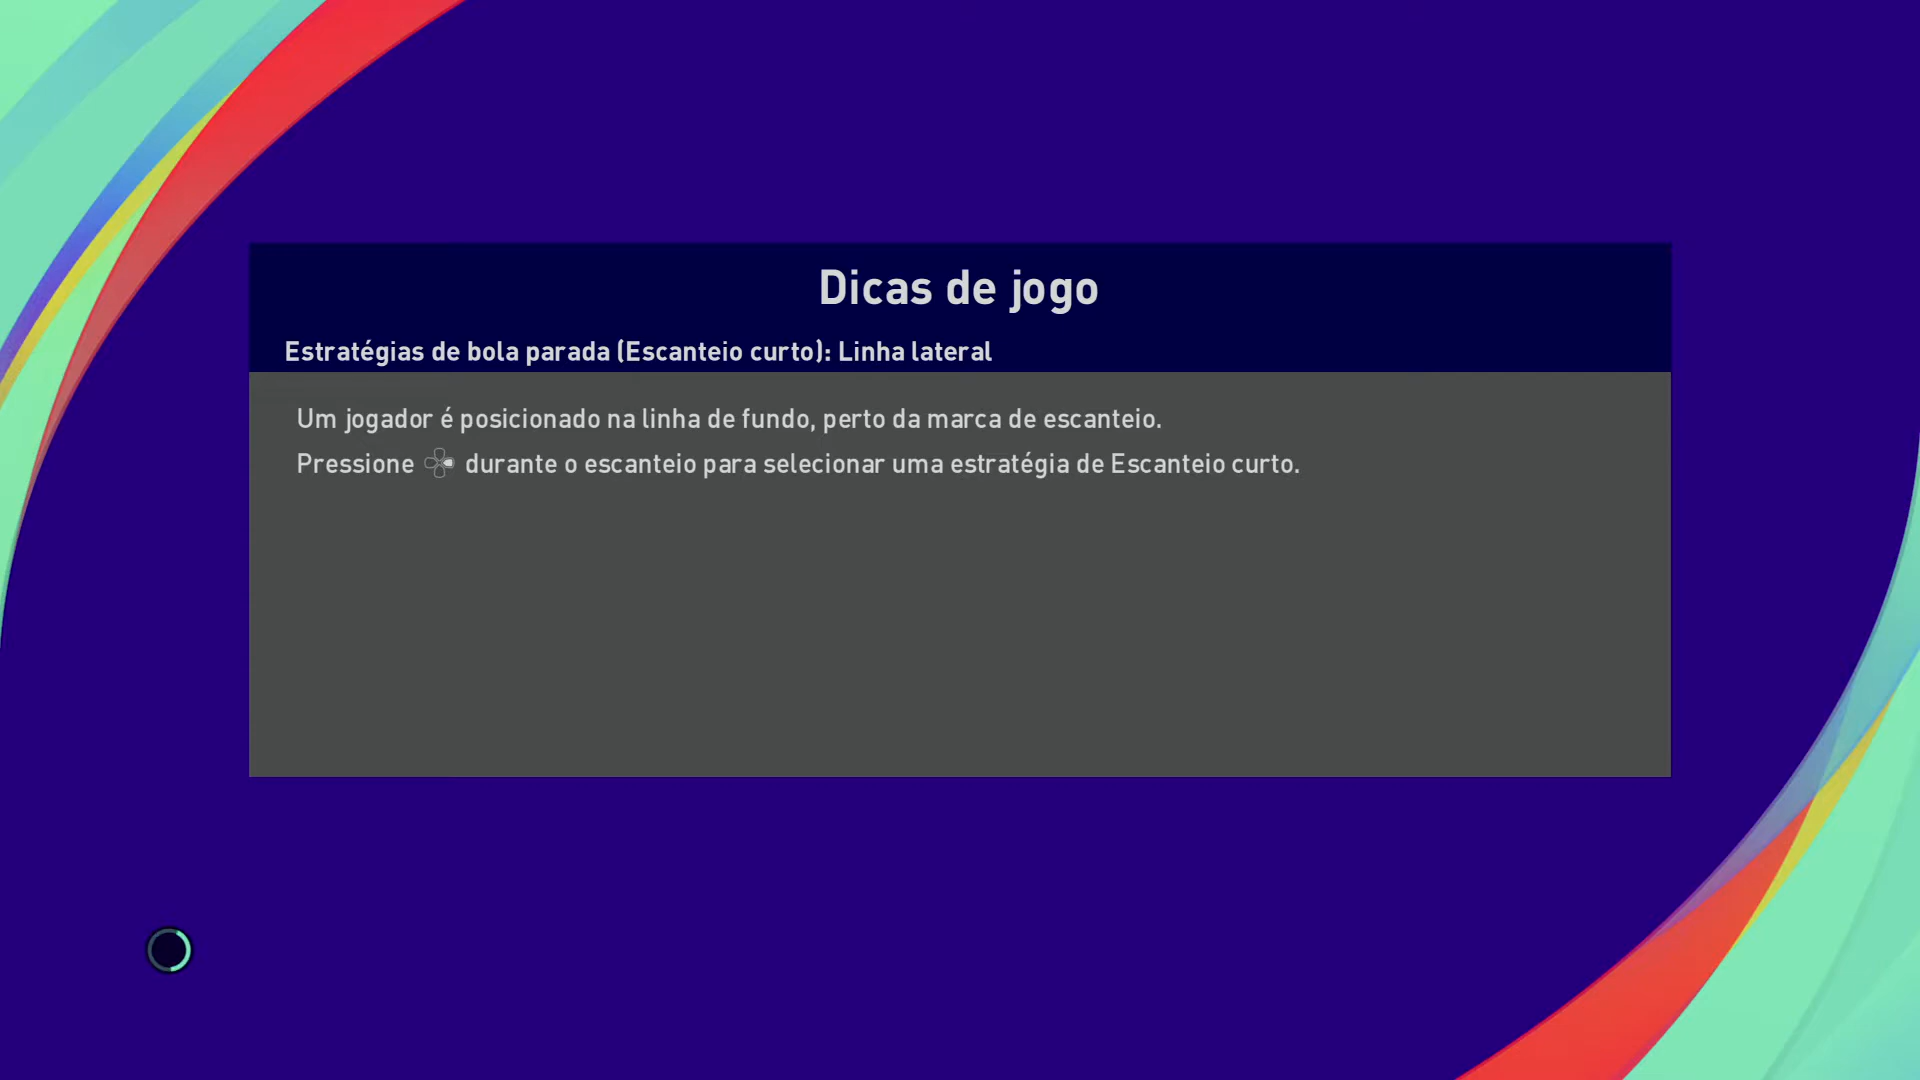 Dicas de jogo
Estratégias de bola parada (Escanteio curto): Linha lateral
Um jogador é posicionado na linha de fundo, perto da marca de escanteio.
Pressione durante o escanteio para selecionar uma estratégia de Escanteio curto.